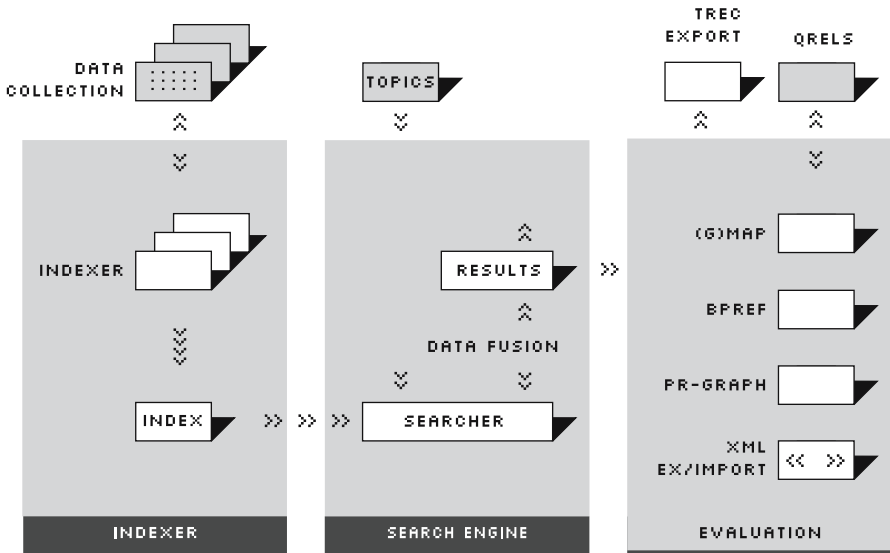 TREC
EXPORT
QRELS
DATA
COLLECTION
TOPICS
INDEXER
RESULTS
DATA FUSION
INDEX
SEARCHER
(G)MAP
BPREF
PR-GRAPH
XML
EX/IMPORT
INDEXER
SEARCH ENGINE
EVALUATION